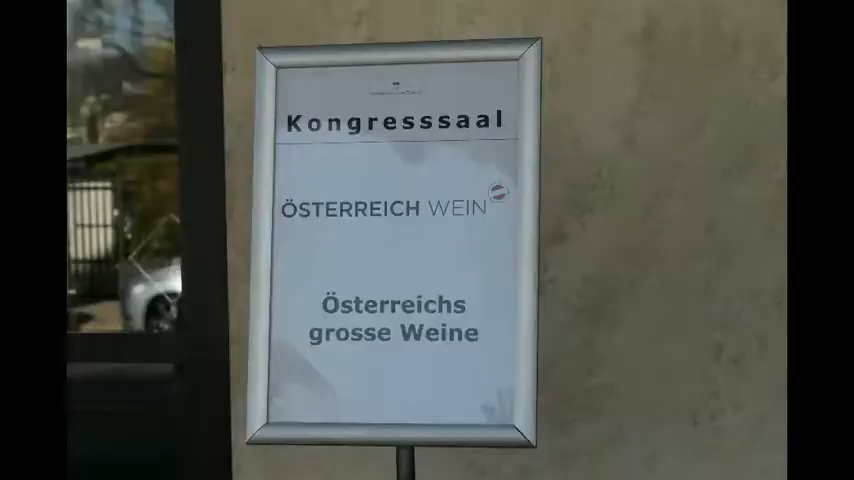 Kongresssaal
ÖSTERREICH WEIN
Österreichs
grosse Weine